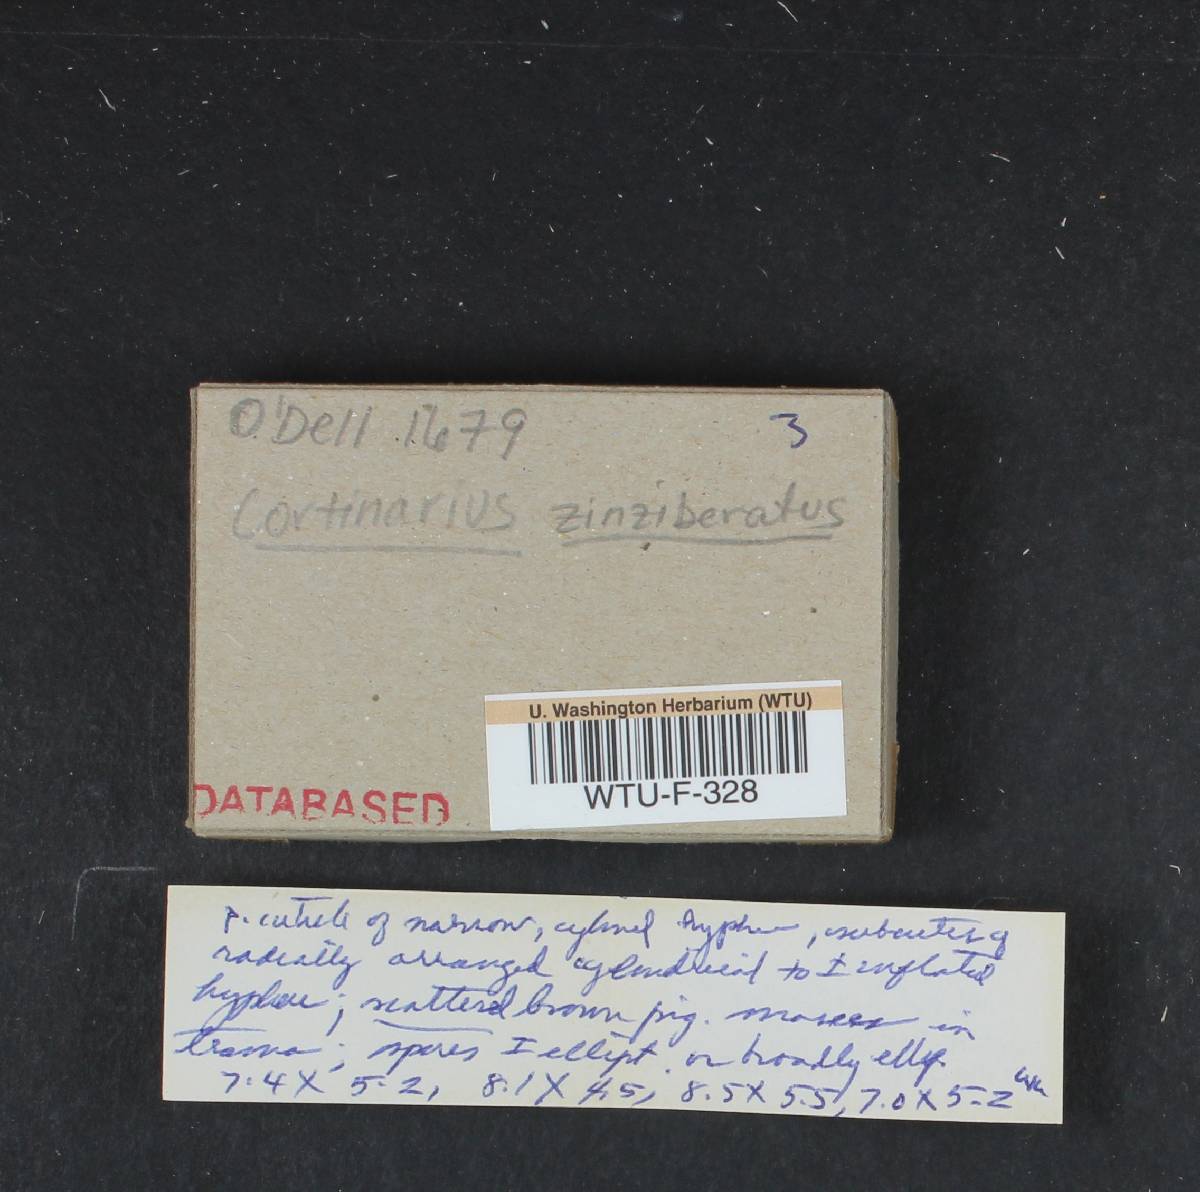 O'Dell 1679 3
Cortinarius zinziberatus
U. Washington Herbarium (WTU)
WTU-F-328
DATABASED
p. cuticle of narrow, cylind hyphae, subcutis of
radially arranged cylindrical to ± inflated
hyphae; scattered brown pig. masses in
trama; spores ± ellipt. or broadly ellip.
7.4 X 5.2, 8.1 X 4.5, 8.5 X 5.5, 7.0 X 5.2